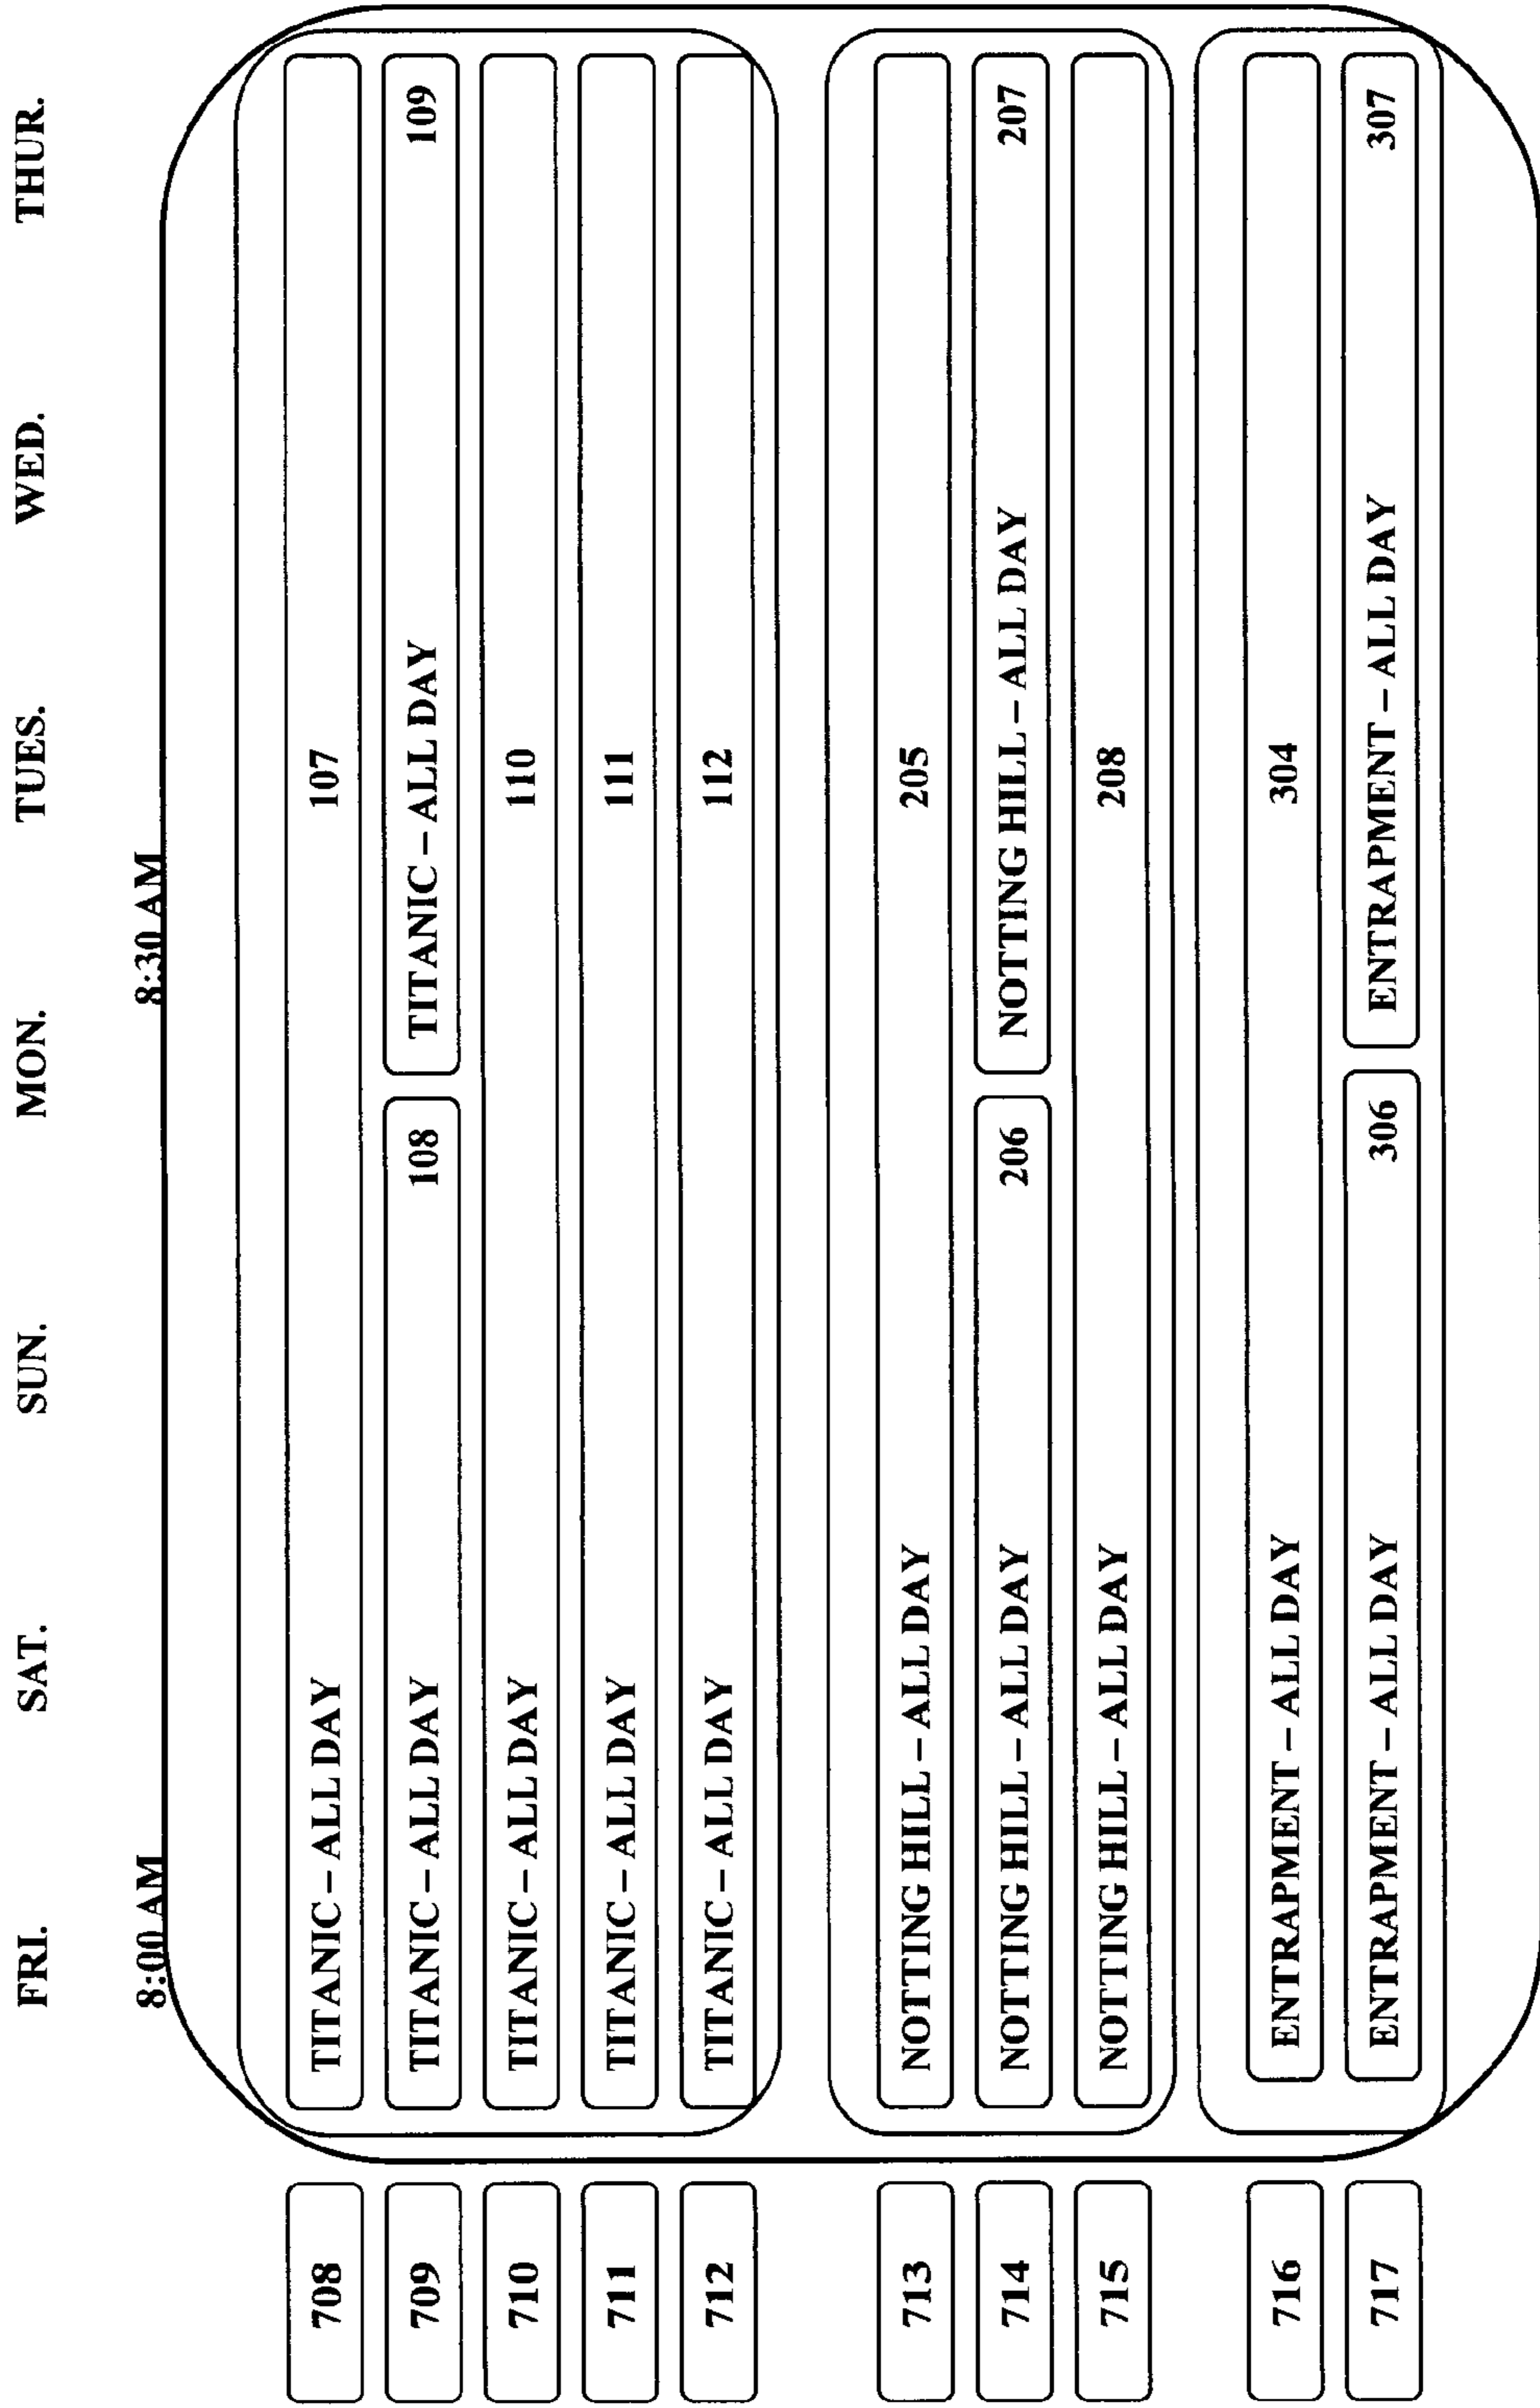 FRI. SAT. SUN. MON. TUES. WED. THUR.
8:00 AM 8:30 AM
708 TITANIC – ALL DAY 107
709 TITANIC – ALL DAY 108 TITANIC – ALL DAY 109
710 TITANIC – ALL DAY 110
711 TITANIC – ALL DAY 111
712 TITANIC – ALL DAY 112
713 NOTTING HILL – ALL DAY 205
714 NOTTING HILL – ALL DAY 206 NOTTING HILL – ALL DAY 207
715 NOTTING HILL – ALL DAY 208
716 ENTRAPMENT – ALL DAY 304
717 ENTRAPMENT – ALL DAY 306 ENTRAPMENT – ALL DAY 307